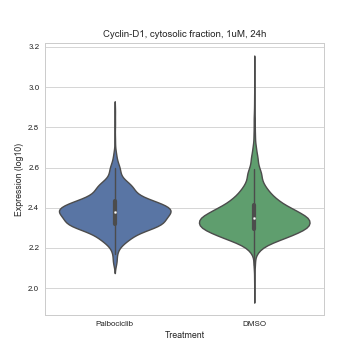 Cyclin-D1, cytosolic fraction, 1uM, 24h
3.2
3.0
2.8
2.6
2.4
2.2
2.0
Expression (log10)
Palbociclib
DMSO
Treatment